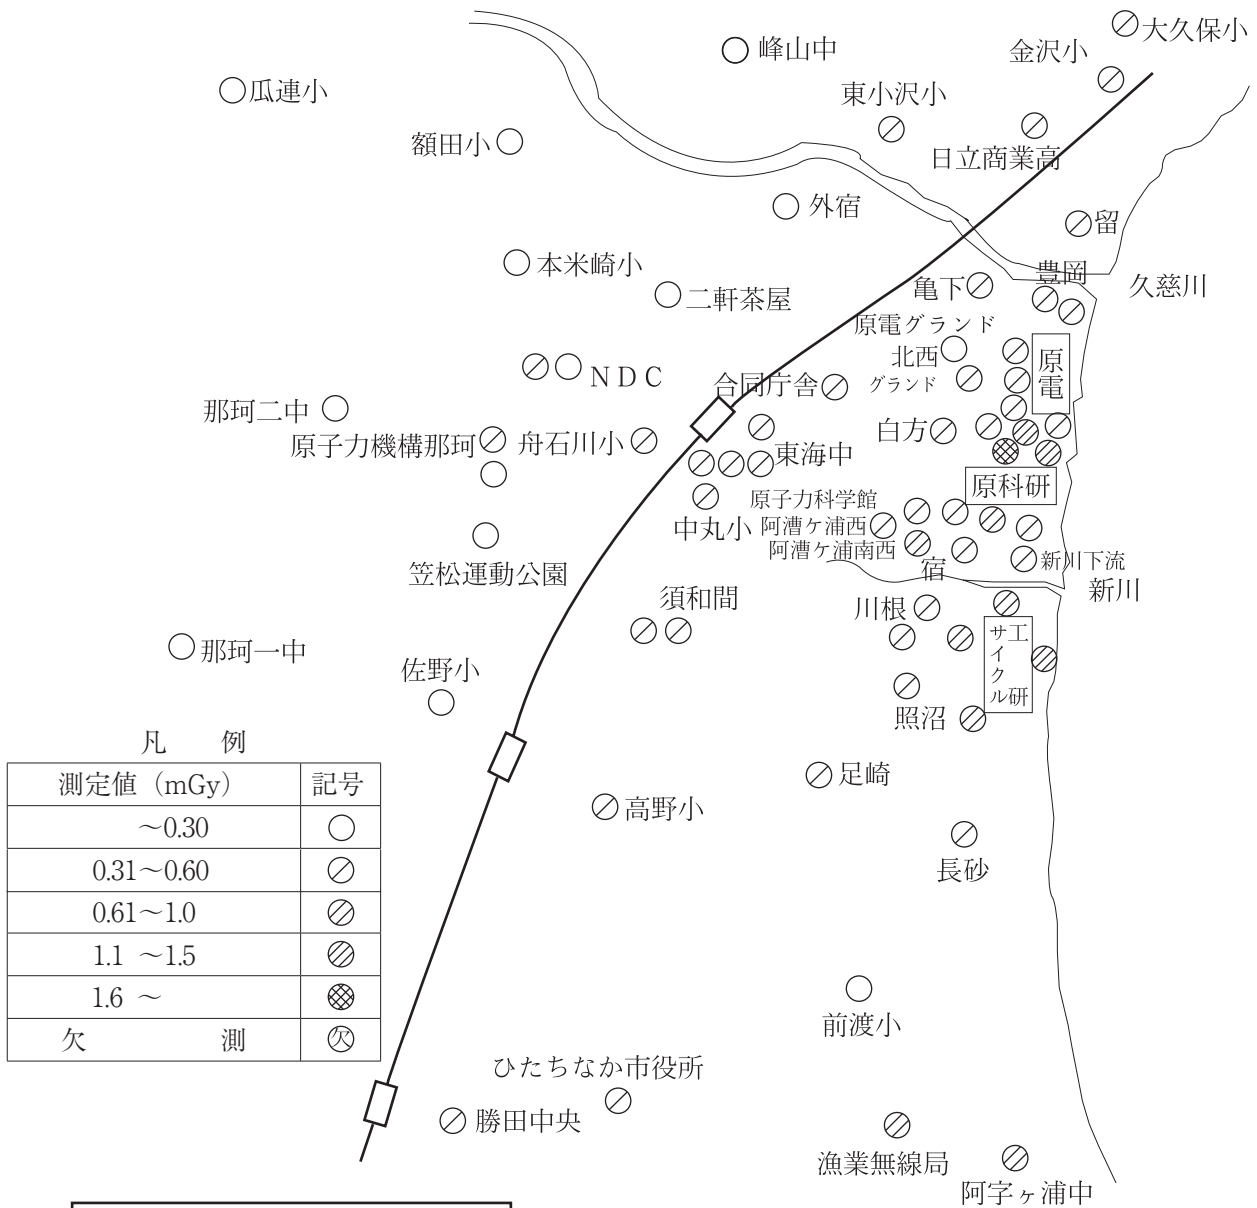 大久保小
峰山中
金沢小
瓜連小
東小沢小
額田小
日立商業高
外宿
留
本米崎小
豊岡
久慈川
亀下
二軒茶屋
原電グランド
北西
原電
グランド
NDC
合同庁舎
那珂二中
白方
原子力機構那珂
舟石川小
東海中
原科研
原子力科学館
中丸小
阿漕ケ浦西
阿漕ケ浦南西
新川下流
宿
笠松運動公園
新川
須和間
川根
サイクル工研
那珂一中
佐野小
照沼
凡 例
足崎
測定値（mGy） 記号
高野小
～0.30
0.31～0.60
長砂
0.61～1.0
1.1 ～1.5
1.6 ～
前渡小
欠 測 欠
ひたちなか市役所
勝田中央
漁業無線局
阿字ヶ浦中